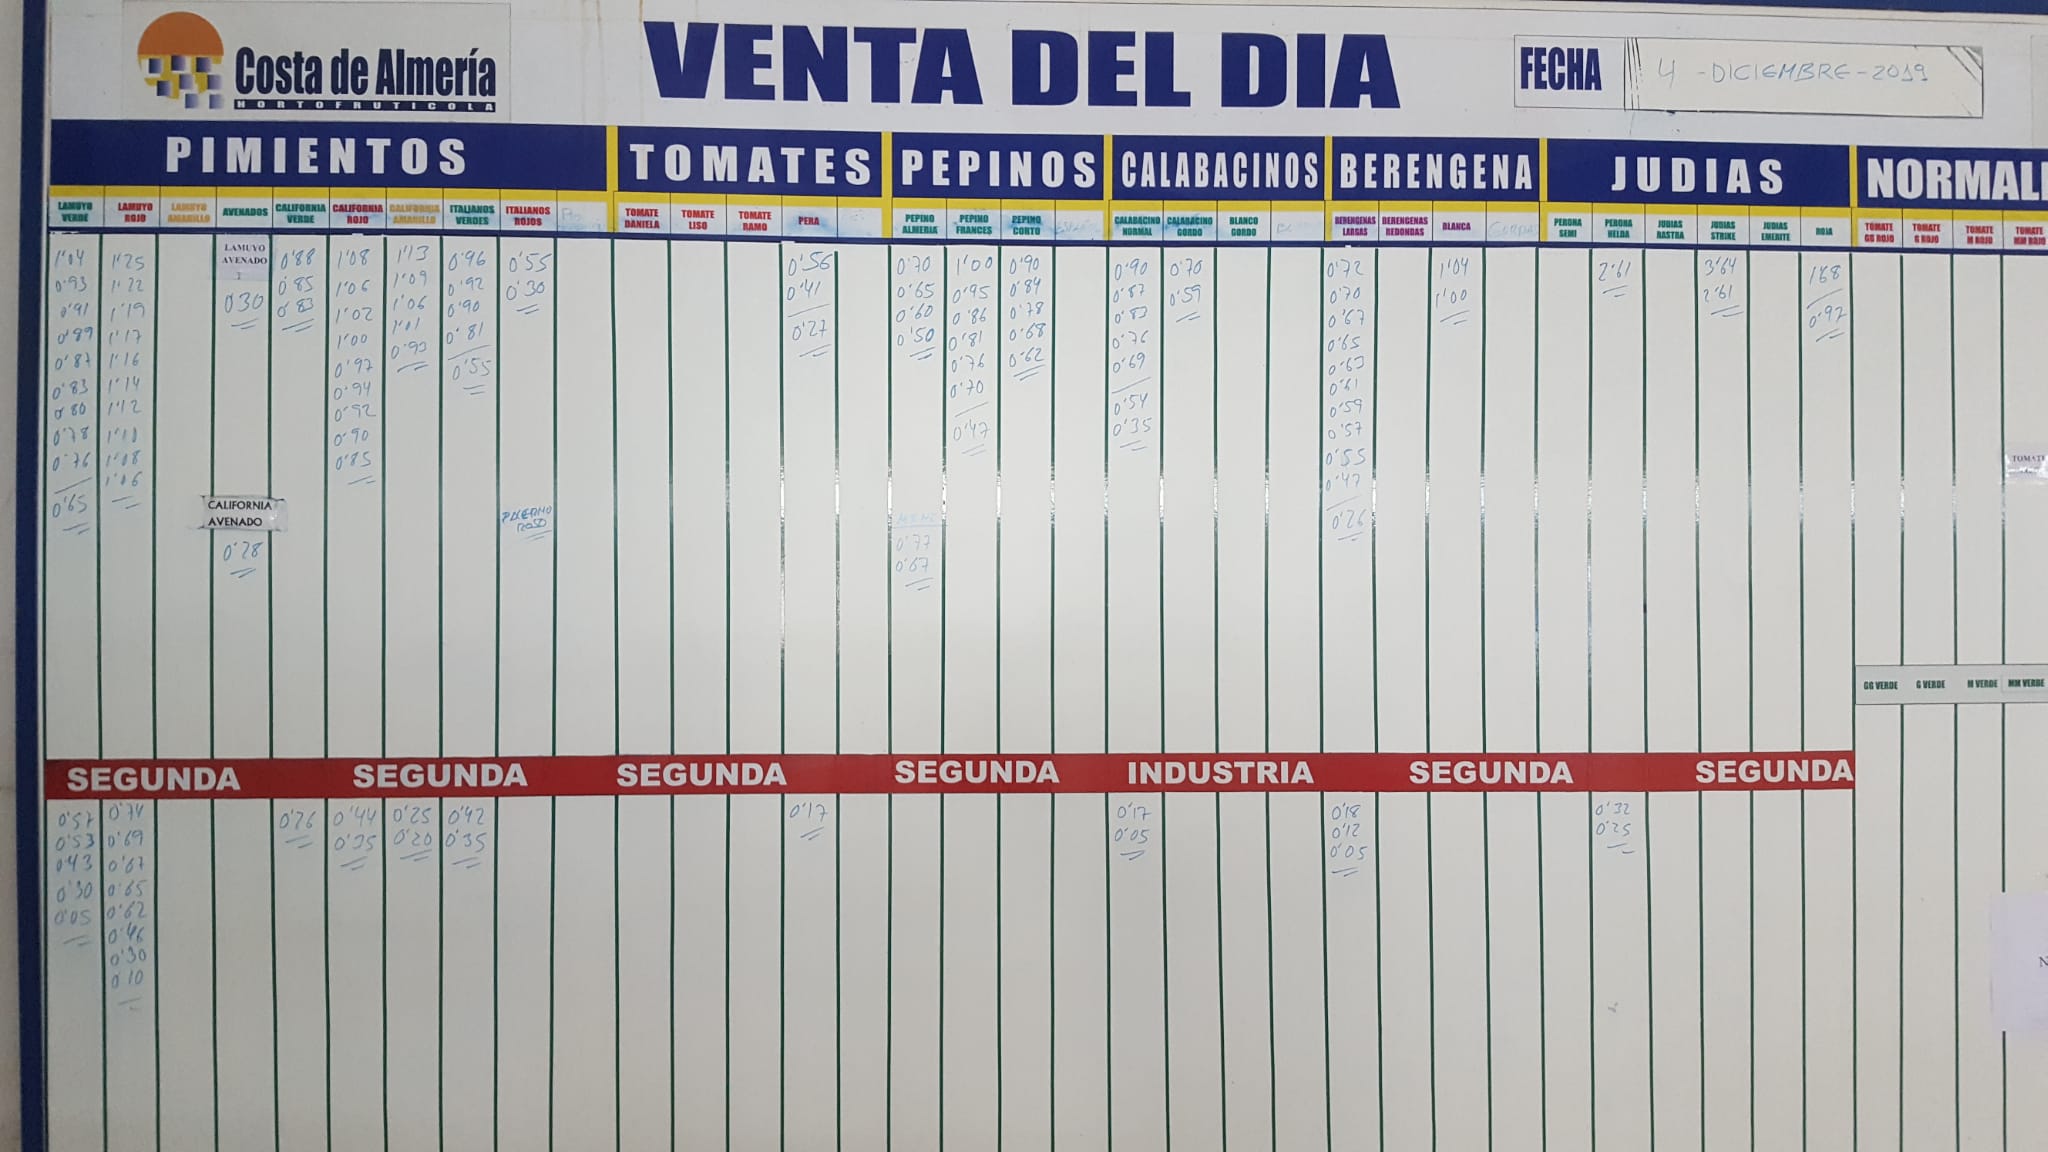 Costa de Almería
HORTOFRUTICOLA
VENTA DEL DIA
FECHA 4 - DICIEMBRE - 2019
PIMIENTOS TOMATES PEPINOS CALABACINOS BERENGENA JUDIAS NORMALI
LAMUYO VERDE
1'04
0'93
0'91
0'89
0'87
0'83
0'80
0'78
0'76
0'65
LAMUYO ROJO
1'25
1'22
1'19
1'17
1'16
1'14
1'12
1'08
1'06
LAMUYO AMARILLO
AVENADOS
LAMUYO
AVENADO
0'30
CALIFORNIA
AVENADO
0'28
CALIFORNIA VERDE
0'88
0'85
0'83
CALIFORNIA ROJO
1'08
1'06
1'02
1'00
0'97
0'94
0'92
0'90
0'85
CALIFORNIA AMARILLO
1'13
1'09
1'06
1'01
0'93
ITALIANOS VERDES
0'96
0'92
0'90
0'81
0'55
ITALIANOS ROJOS
0'55
0'30
PALERMO
ROJO
TOMATE DANIELA
TOMATE LISO
TOMATE RAMO
PERA
0'56
0'41
0'27
PEPINO ALMERIA
0'70
0'65
0'60
0'50
0'77
0'67
PEPINO FRANCES
1'00
0'95
0'86
0'81
0'76
0'70
0'47
PEPINO CORTO
0'90
0'84
0'78
0'68
0'62
CALABACINO NORMAL
0'90
0'87
0'83
0'76
0'69
0'54
0'35
CALABACINO GORDO
0'70
0'59
BLANCO GORDO
BERENGENAS LARGAS
0'72
0'70
0'67
0'65
0'63
0'61
0'59
0'57
0'55
0'47
0'26
BERENGENAS REDONDAS
BLANCA
1'04
1'00
PERONA SEMI
PERONA HELDA
2'61
JUDIAS RASTRA
JUDIAS STRIKE
3'64
2'61
JUDIAS EMERITE
ROJA
1'68
0'92
TOMATE GG ROJO
TOMATE G ROJO
TOMATE M ROJO
TOMATE MM ROJO
TOMATE
GG VERDE G VERDE M VERDE MM VERDE
SEGUNDA SEGUNDA SEGUNDA SEGUNDA INDUSTRIA SEGUNDA SEGUNDA
0'57
0'53
0'43
0'30
0'05
0'74
0'69
0'67
0'65
0'62
0'46
0'30
0'10
0'26
0'44
0'35
0'25
0'20
0'42
0'35
0'17
0'17
0'05
0'18
0'12
0'05
0'32
0'25